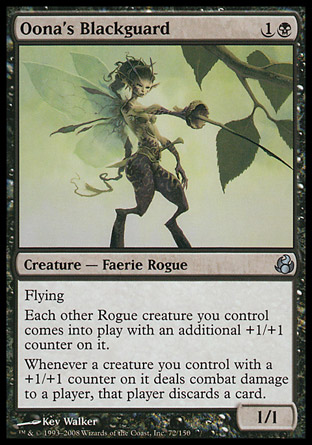 Oona's Blackguard 1
Creature — Faerie Rogue
Flying
Each other Rogue creature you control
comes into play with an additional +1/+1
counter on it.
Whenever a creature you control with a
+1/+1 counter on it deals combat damage
to a player, that player discards a card.
Kev Walker
™ & © 1993–2008 Wizards of the Coast, Inc. 72/150
1/1